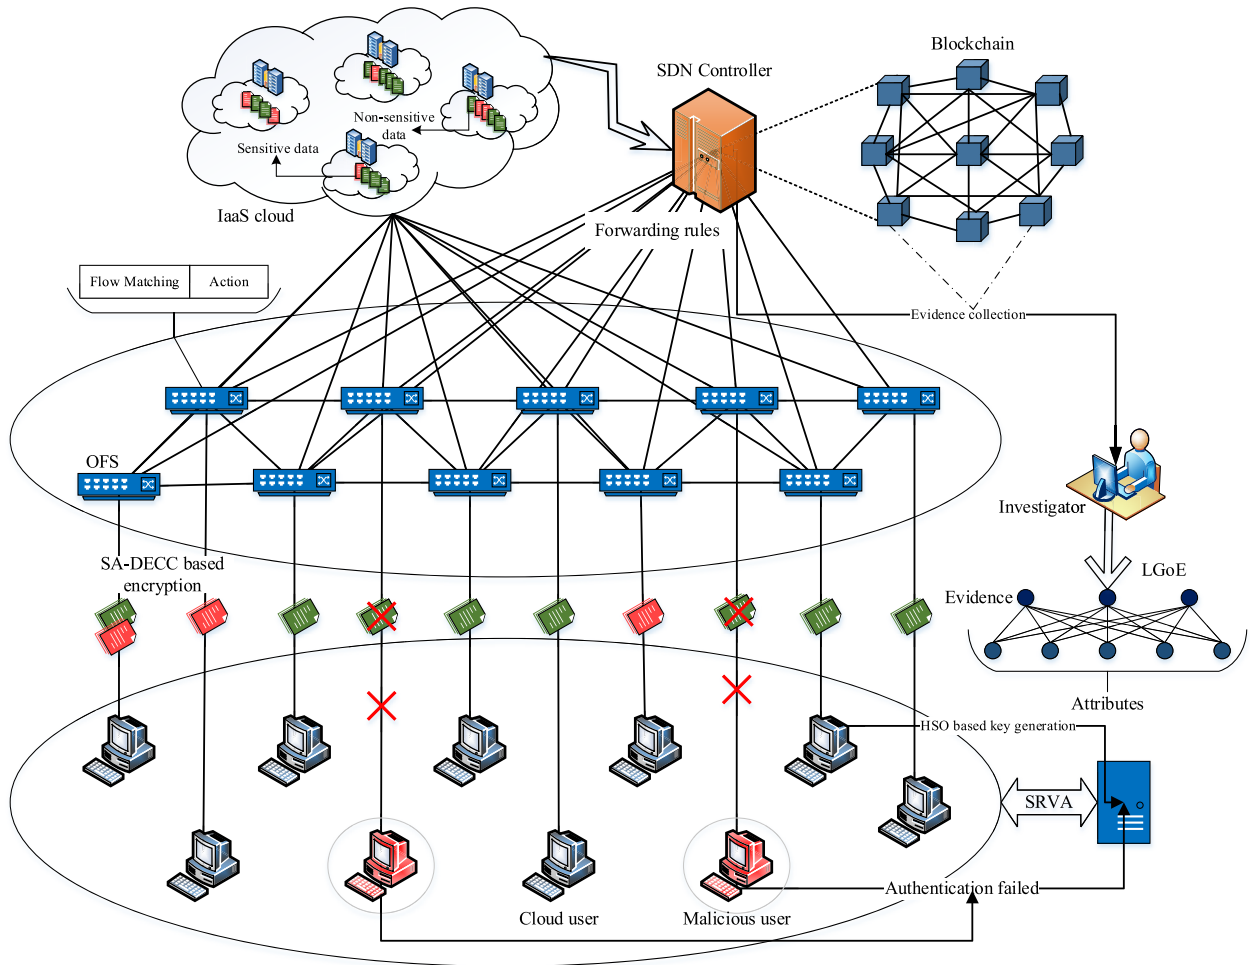 Blockchain
SDN Controller
Non-sensitive
data
Sensitive data
IaaS cloud
Forwarding rules
Flow Matching
Action
Evidence collection
OFS
Investigator
SA-DECC based
encryption
LGoE
Evidence
Attributes
HSO based key generation
SRVA
Authentication failed
Cloud user
Malicious user